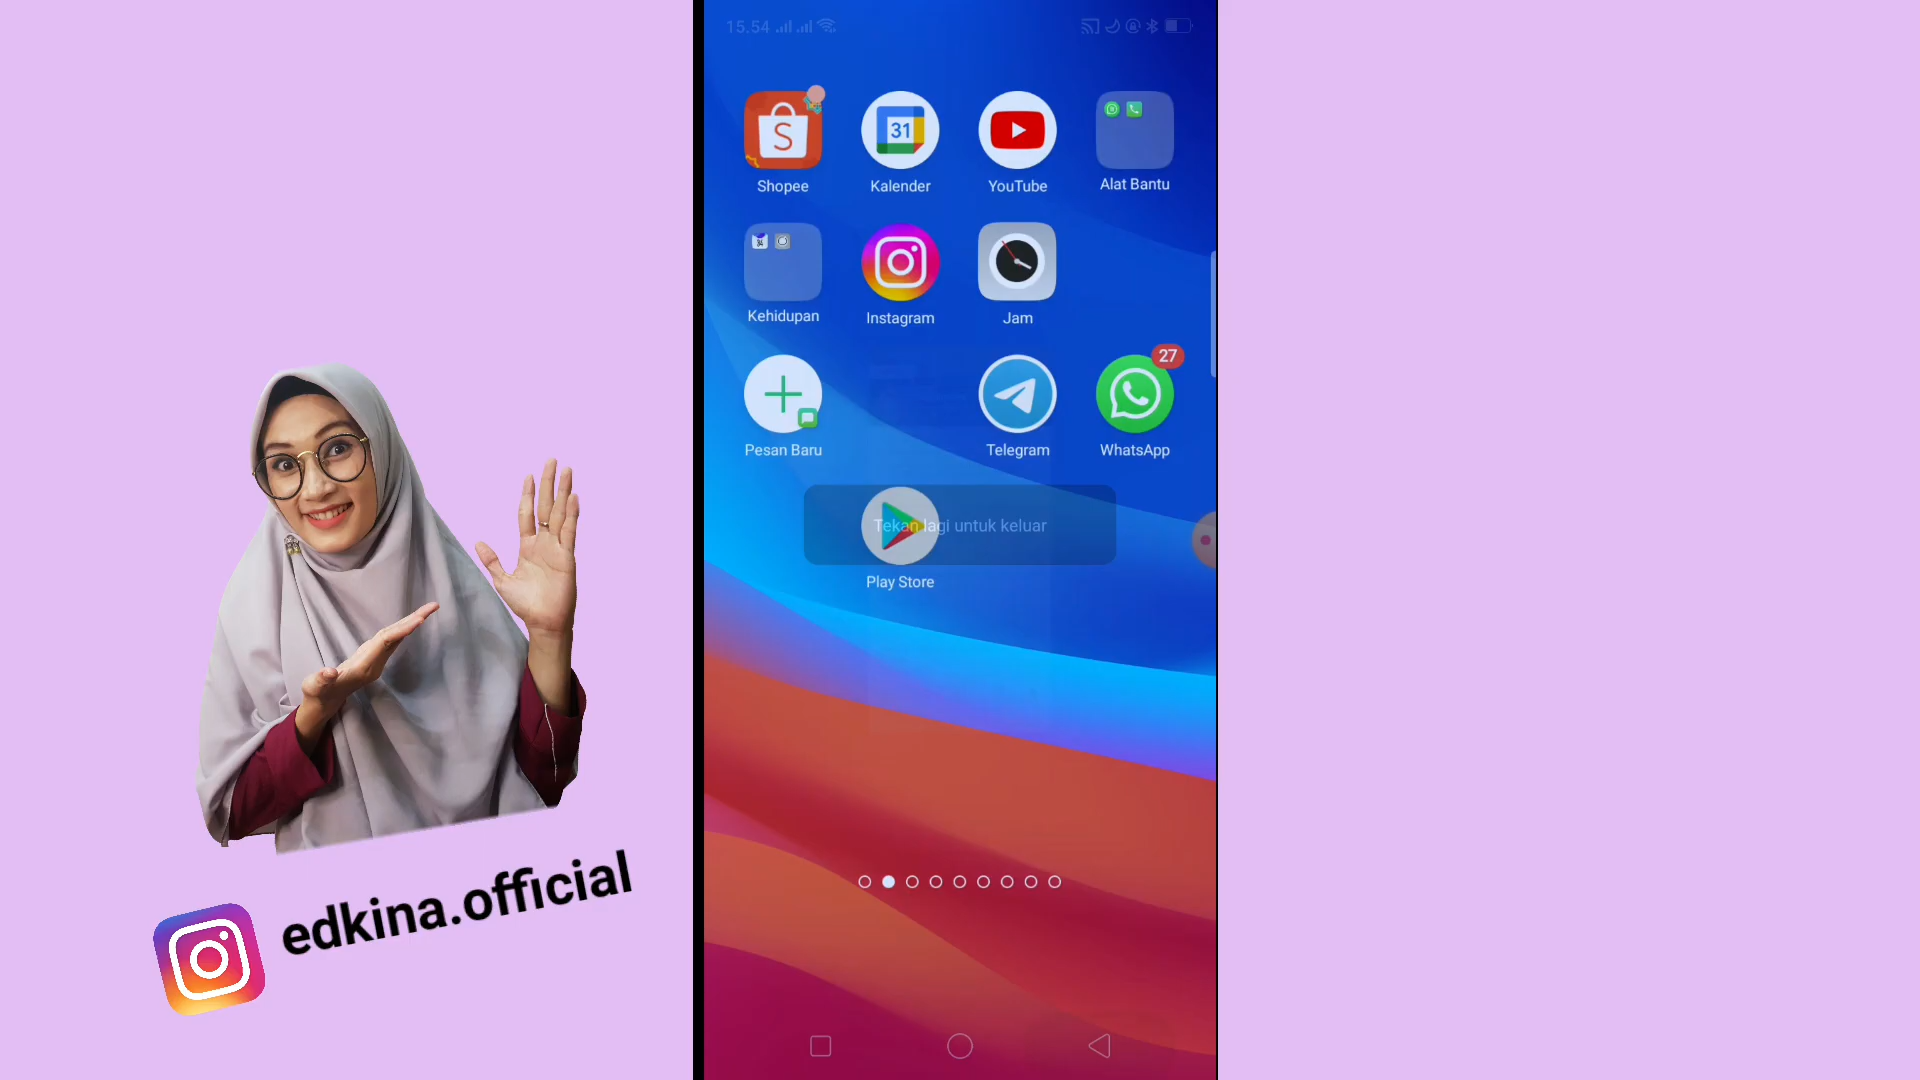 15.54
Shopee
31
Kalender
YouTube
Alat Bantu
Kehidupan
Instagram
Jam
Pesan Baru
Telegram
27
WhatsApp
Tekan lagi untuk keluar
Play Store
edkina.official